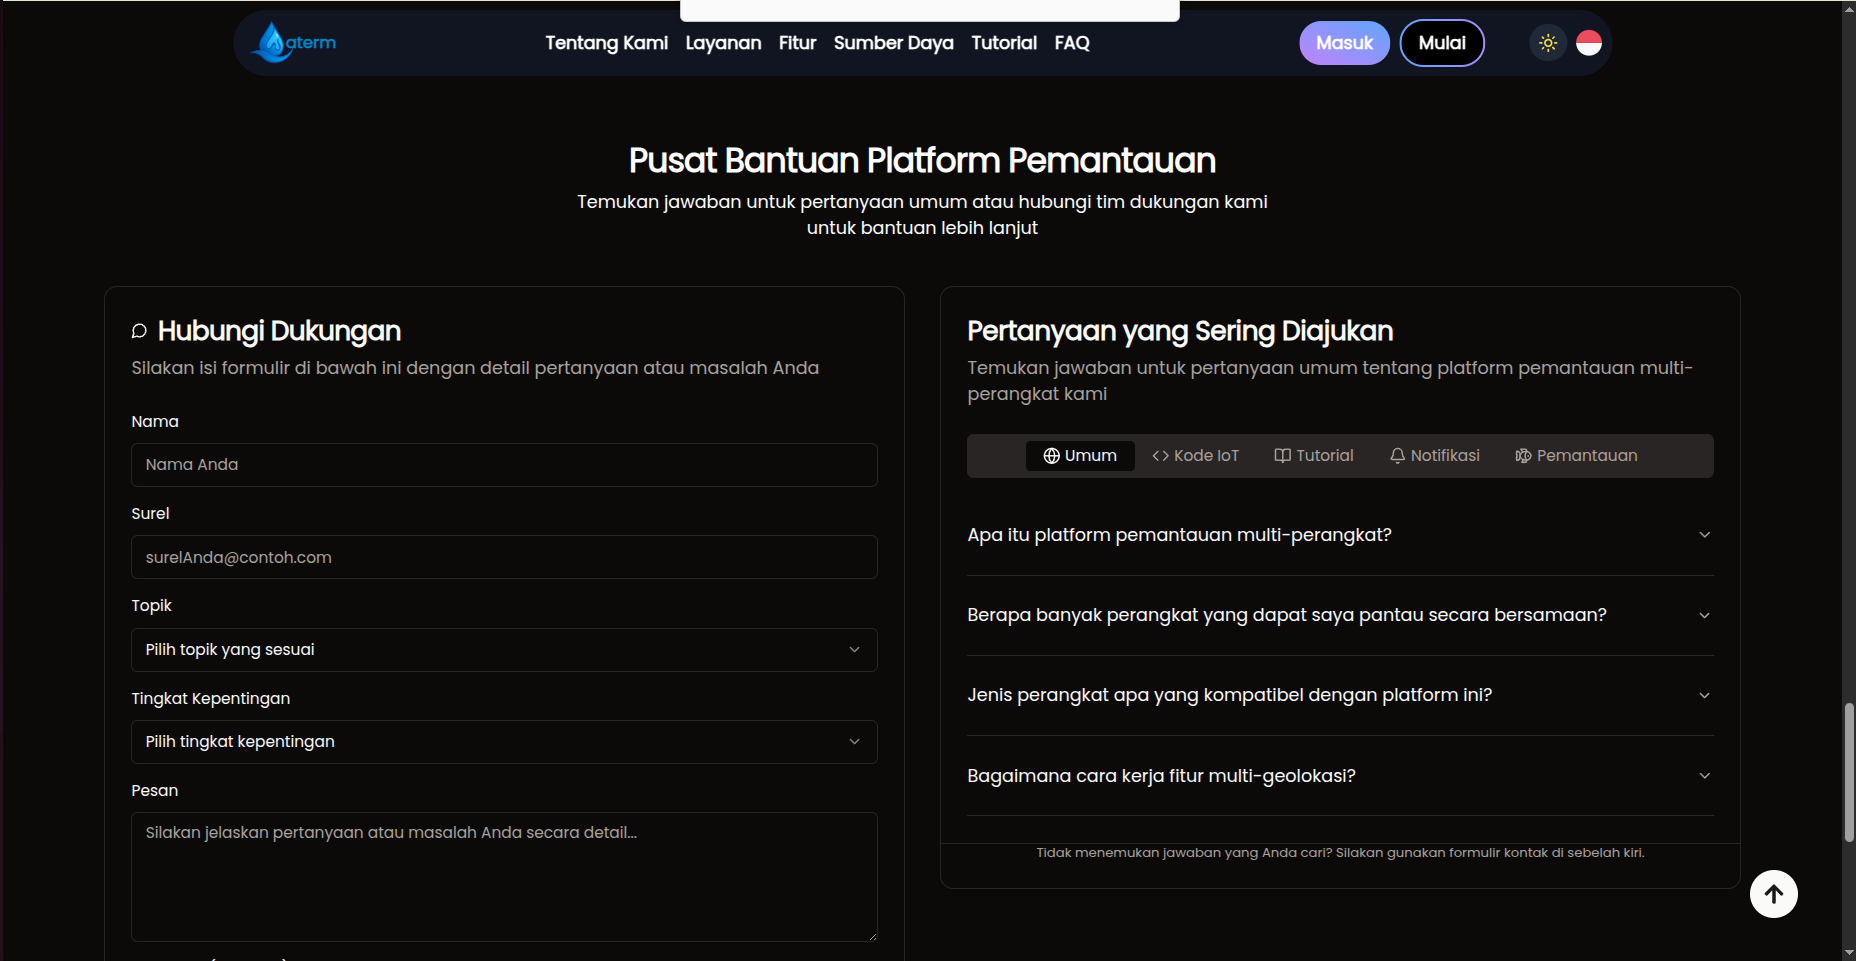 aterm
Tentang Kami Layanan Fitur Sumber Daya Tutorial FAQ
Masuk Mulai
Pusat Bantuan Platform Pemantauan
Temukan jawaban untuk pertanyaan umum atau hubungi tim dukungan kami
untuk bantuan lebih lanjut
Hubungi Dukungan
Silakan isi formulir di bawah ini dengan detail pertanyaan atau masalah Anda
Nama
Nama Anda
Surel
surelAnda@contoh.com
Topik
Pilih topik yang sesuai
Tingkat Kepentingan
Pilih tingkat kepentingan
Pesan
Silakan jelaskan pertanyaan atau masalah Anda secara detail...
Pertanyaan yang Sering Diajukan
Temukan jawaban untuk pertanyaan umum tentang platform pemantauan multi-
perangkat kami
Umum Kode IoT Tutorial Notifikasi Pemantauan
Apa itu platform pemantauan multi-perangkat?
Berapa banyak perangkat yang dapat saya pantau secara bersamaan?
Jenis perangkat apa yang kompatibel dengan platform ini?
Bagaimana cara kerja fitur multi-geolokasi?
Tidak menemukan jawaban yang Anda cari? Silakan gunakan formulir kontak di sebelah kiri.